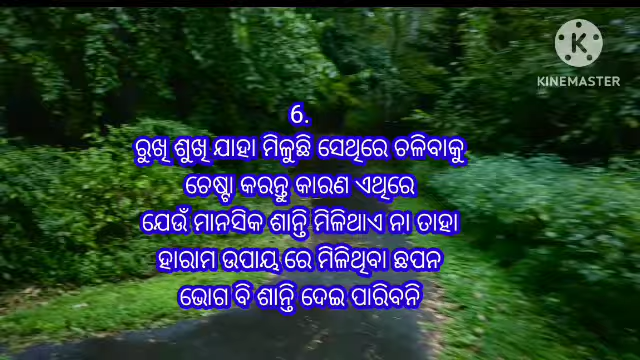 KINEMASTER
6.
ରୁଖି ଶୁଖି ଯାହା ମିଳୁଛି ସେଥିରେ ଚଳିବାକୁ
ଚେଷ୍ଟା କରନ୍ତୁ କାରଣ ଏଥିରେ
ଯେଉଁ ମାନସିକ ଶାନ୍ତି ମିଳିଥାଏ ନା ତାହା
ହାରାମ ଉପାୟ ରେ ମିଳିଥିବା ଛପନ
ଭୋଗ ବି ଶାନ୍ତି ଦେଇ ପାରିବନି